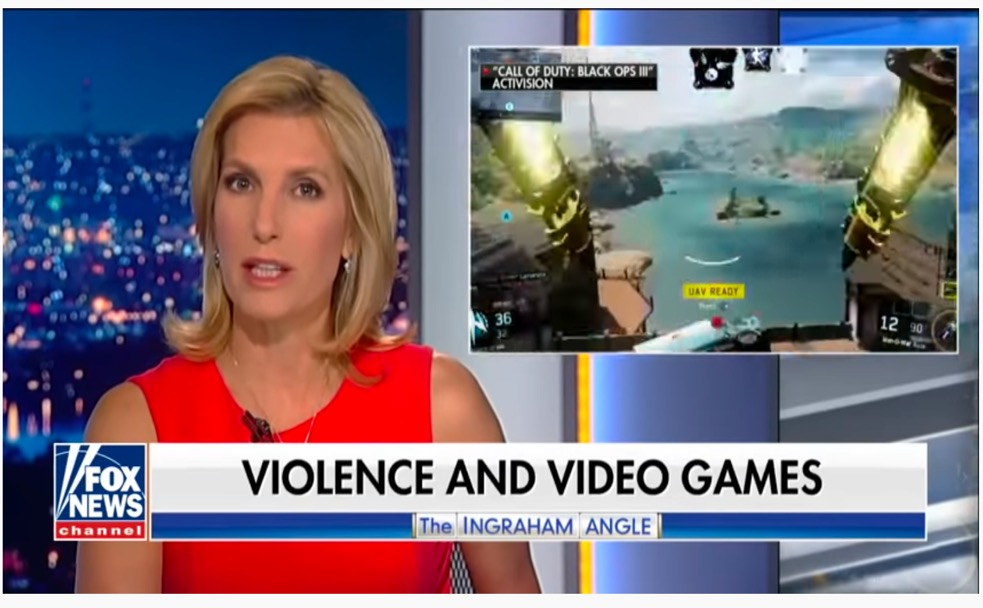 "CALL OF DUTY: BLACK OPS III"
ACTIVISION
UAV READY
36
12 90
VIOLENCE AND VIDEO GAMES
FOX
NEWS
channel
The INGRAHAM ANGLE